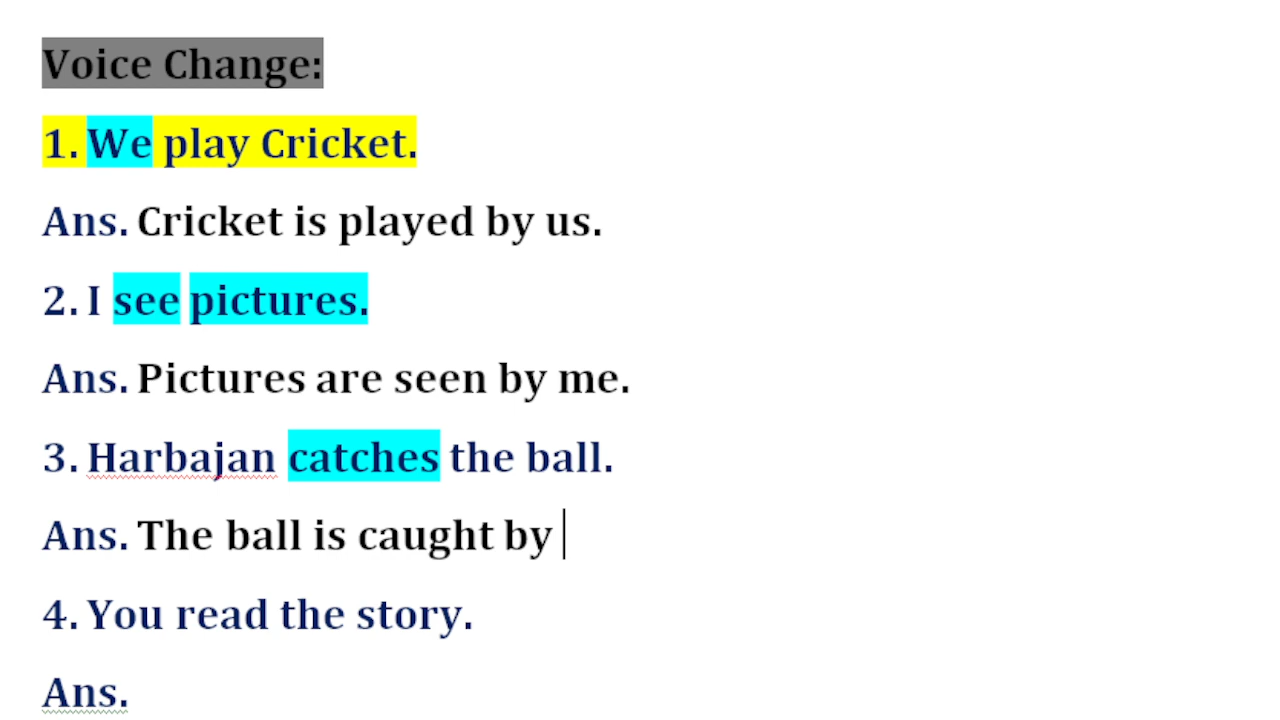 Voice Change:
1. We play Cricket.
Ans. Cricket is played by us.
2. I see pictures.
Ans. Pictures are seen by me.
3. Harbajan catches the ball.
Ans. The ball is caught by
4. You read the story.
Ans.